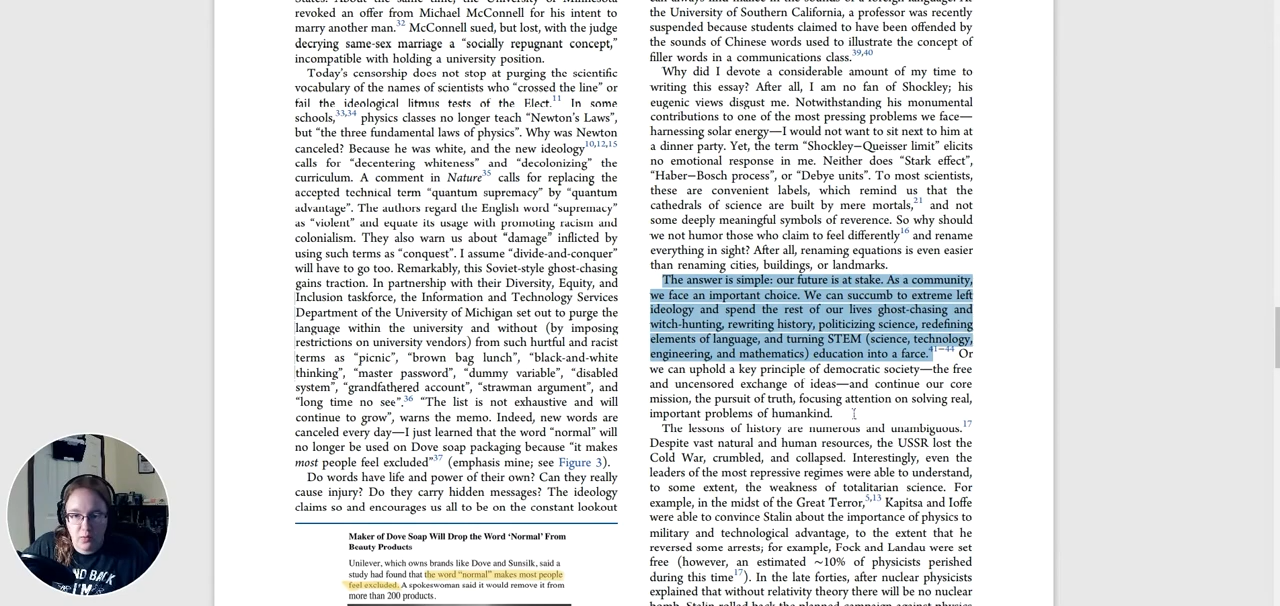 States. About the same time, the University of Minnesota
revoked an offer from Michael McConnell for his intent to
marry another man.32 McConnell sued, but lost, with the judge
decrying same-sex marriage a “socially repugnant concept,”
incompatible with holding a university position.
Today’s censorship does not stop at purging the scientific
vocabulary of the names of scientists who “crossed the line” or
fail the ideological litmus tests of the Elect.11 In some
schools,33,34 physics classes no longer teach “Newton’s Laws”,
but “the three fundamental laws of physics”. Why was Newton
canceled? Because he was white, and the new ideology10,12,15
calls for “decentering whiteness” and “decolonizing” the
curriculum. A comment in Nature35 calls for replacing the
accepted technical term “quantum supremacy” by “quantum
advantage”. The authors regard the English word “supremacy”
as “violent” and equate its usage with promoting racism and
colonialism. They also warn us about “damage” inflicted by
using such terms as “conquest”. I assume “divide-and-conquer”
will have to go too. Remarkably, this Soviet-style ghost-chasing
gains traction. In partnership with their Diversity, Equity, and
Inclusion taskforce, the Information and Technology Services
Department of the University of Michigan set out to purge the
language within the university and without (by imposing
restrictions on university vendors) from such hurtful and racist
terms as “picnic”, “brown bag lunch”, “black-and-white
thinking”, “master password”, “dummy variable”, “disabled
system”, “grandfathered account”, “strawman argument”, and
“long time no see”.36 “The list is not exhaustive and will
continue to grow”, warns the memo. Indeed, new words are
canceled every day—I just learned that the word “normal” will
no longer be used on Dove soap packaging because “it makes
most people feel excluded”37 (emphasis mine; see Figure 3).
Do words have life and power of their own? Can they really
cause injury? Do they carry hidden messages? The ideology
claims so and encourages us all to be on the constant lookout
Maker of Dove Soap Will Drop the Word ‘Normal’ From
Beauty Products
Unilever, which owns brands like Dove and Sunsilk, said a
study had found that the word “normal” makes most people
feel excluded. A spokeswoman said it would remove it from
more than 200 products.
the University of Southern California, a professor was recently
suspended because students claimed to have been offended by
the sounds of Chinese words used to illustrate the concept of
filler words in a communications class.39,40
Why did I devote a considerable amount of my time to
writing this essay? After all, I am no fan of Shockley; his
eugenic views disgust me. Notwithstanding his monumental
contributions to one of the most pressing problems we face—
harnessing solar energy—I would not want to sit next to him at
a dinner party. Yet, the term “Shockley−Queisser limit” elicits
no emotional response in me. Neither does “Stark effect”,
“Haber−Bosch process”, or “Debye units”. To most scientists,
these are convenient labels, which remind us that the
cathedrals of science are built by mere mortals,21 and not
some deeply meaningful symbols of reverence. So why should
we not humor those who claim to feel differently16 and rename
everything in sight? After all, renaming equations is even easier
than renaming cities, buildings, or landmarks.
The answer is simple: our future is at stake. As a community,
we face an important choice. We can succumb to extreme left
ideology and spend the rest of our lives ghost-chasing and
witch-hunting, rewriting history, politicizing science, redefining
elements of language, and turning STEM (science, technology,
engineering, and mathematics) education into a farce.41−44 Or
we can uphold a key principle of democratic society—the free
and uncensored exchange of ideas—and continue our core
mission, the pursuit of truth, focusing attention on solving real,
important problems of humankind.
The lessons of history are numerous and unambiguous.17
Despite vast natural and human resources, the USSR lost the
Cold War, crumbled, and collapsed. Interestingly, even the
leaders of the most repressive regimes were able to understand,
to some extent, the weakness of totalitarian science. For
example, in the midst of the Great Terror,5,13 Kapitsa and Ioffe
were able to convince Stalin about the importance of physics to
military and technological advantage, to the extent that he
reversed some arrests; for example, Fock and Landau were set
free (however, an estimated ∼10% of physicists perished
during this time17). In the late forties, after nuclear physicists
explained that without relativity theory there will be no nuclear
bomb, Stalin rolled back the planned campaign against physics